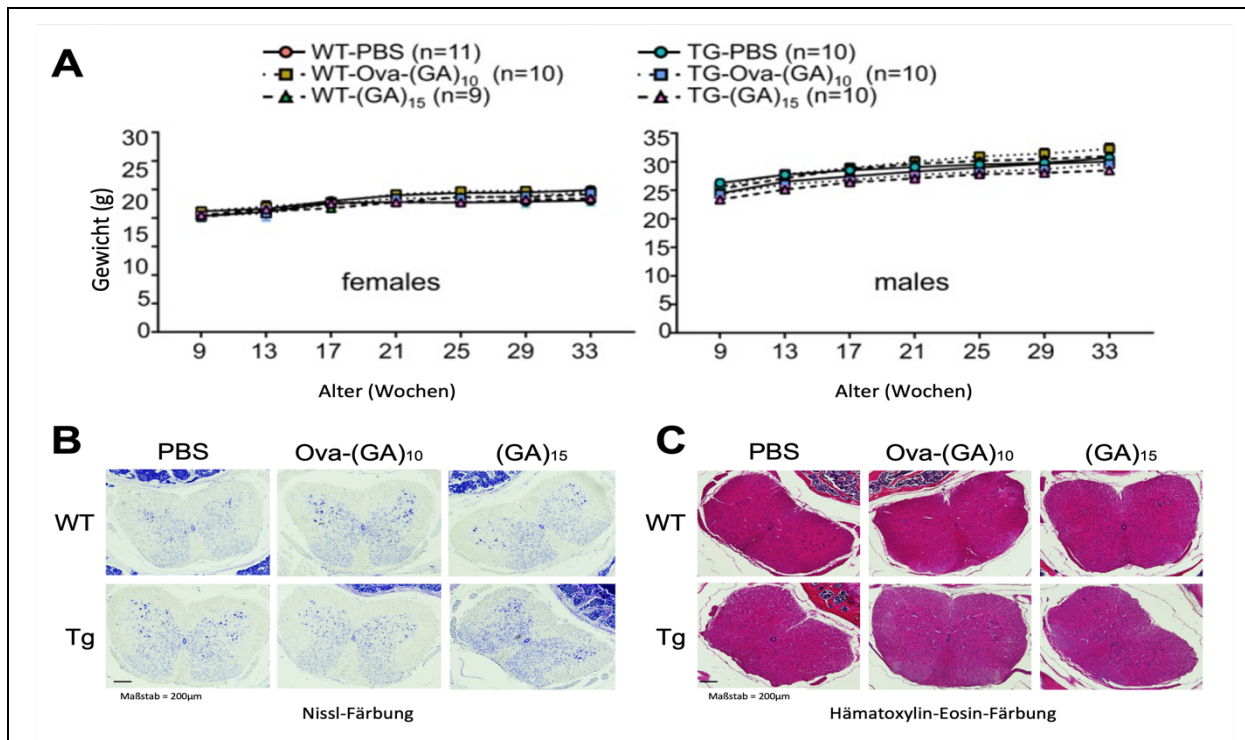 A
WT-PBS (n=11)
TG-PBS (n=10)
WT-Ova-(GA)10 (n=10)
TG-Ova-(GA)10 (n=10)
WT-(GA)15 (n=9)
TG-(GA)15 (n=10)
Gewicht (g)
30
25
20
15
10
5
0
females
9 13 17 21 25 29 33
Alter (Wochen)
35
30
25
20
15
10
5
0
males
9 13 17 21 25 29 33
Alter (Wochen)
B
PBS Ova-(GA)10 (GA)15
WT
Tg
Maßstab = 200µm
Nissl-Färbung
C
PBS Ova-(GA)10 (GA)15
WT
Tg
Maßstab = 200µm
Hämatoxylin-Eosin-Färbung